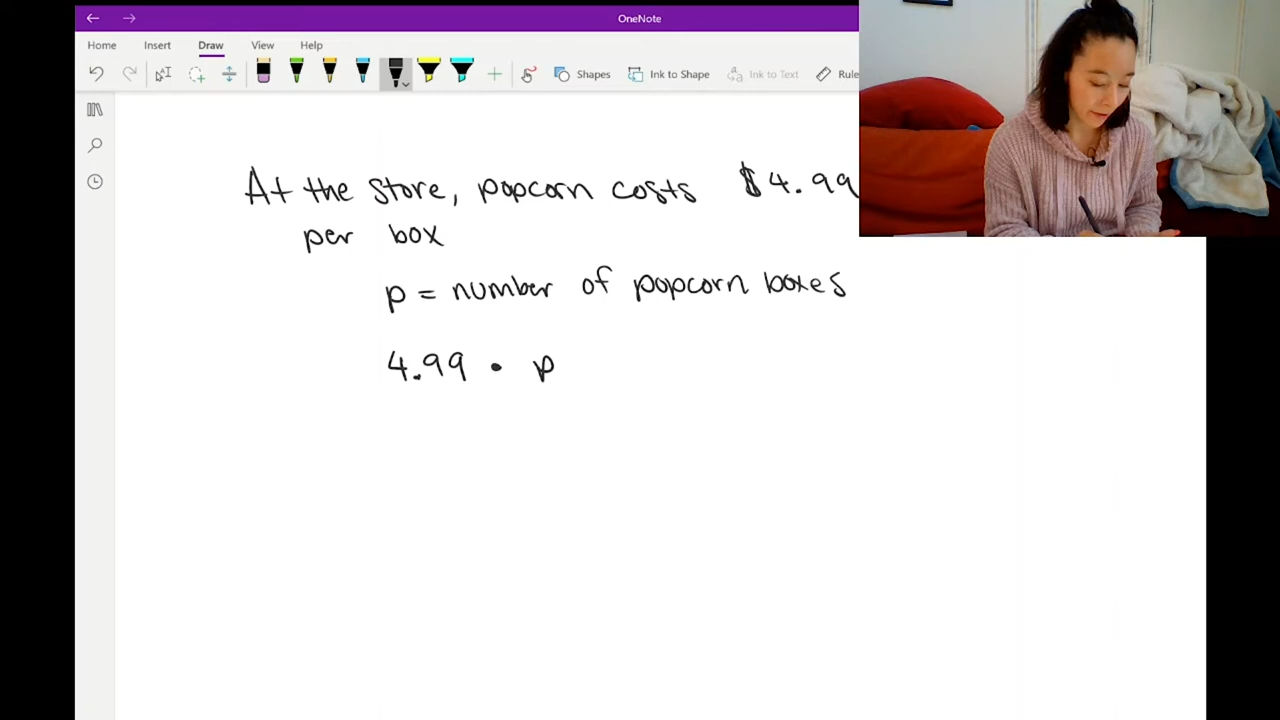 OneNote
Home Insert Draw View Help
Shapes Ink to Shape Ink to Text Rule
At the store, popcorn costs $4.99
per box
p = number of popcorn boxes
4.99 • p